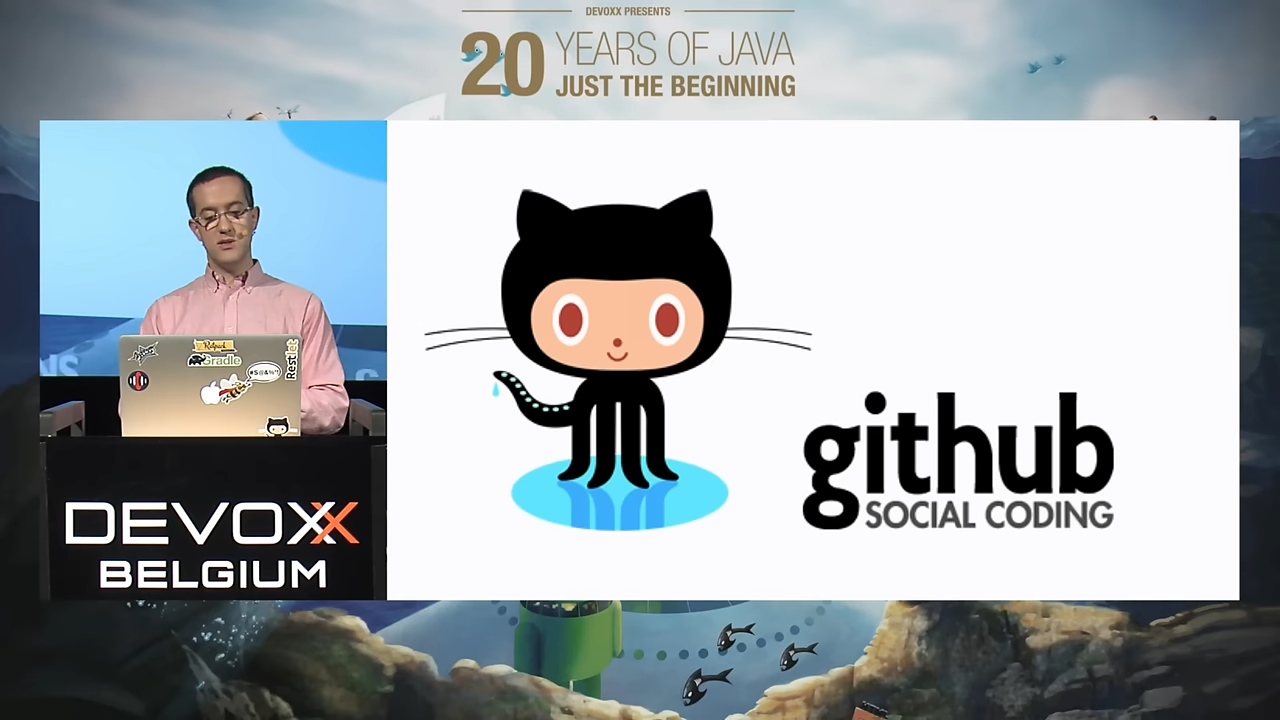 DEVOXX PRESENTS
20 YEARS OF JAVA
JUST THE BEGINNING
Ratpack
Gradle
Restlet
#$@&%*!
github
SOCIAL CODING
DEVOXX
BELGIUM